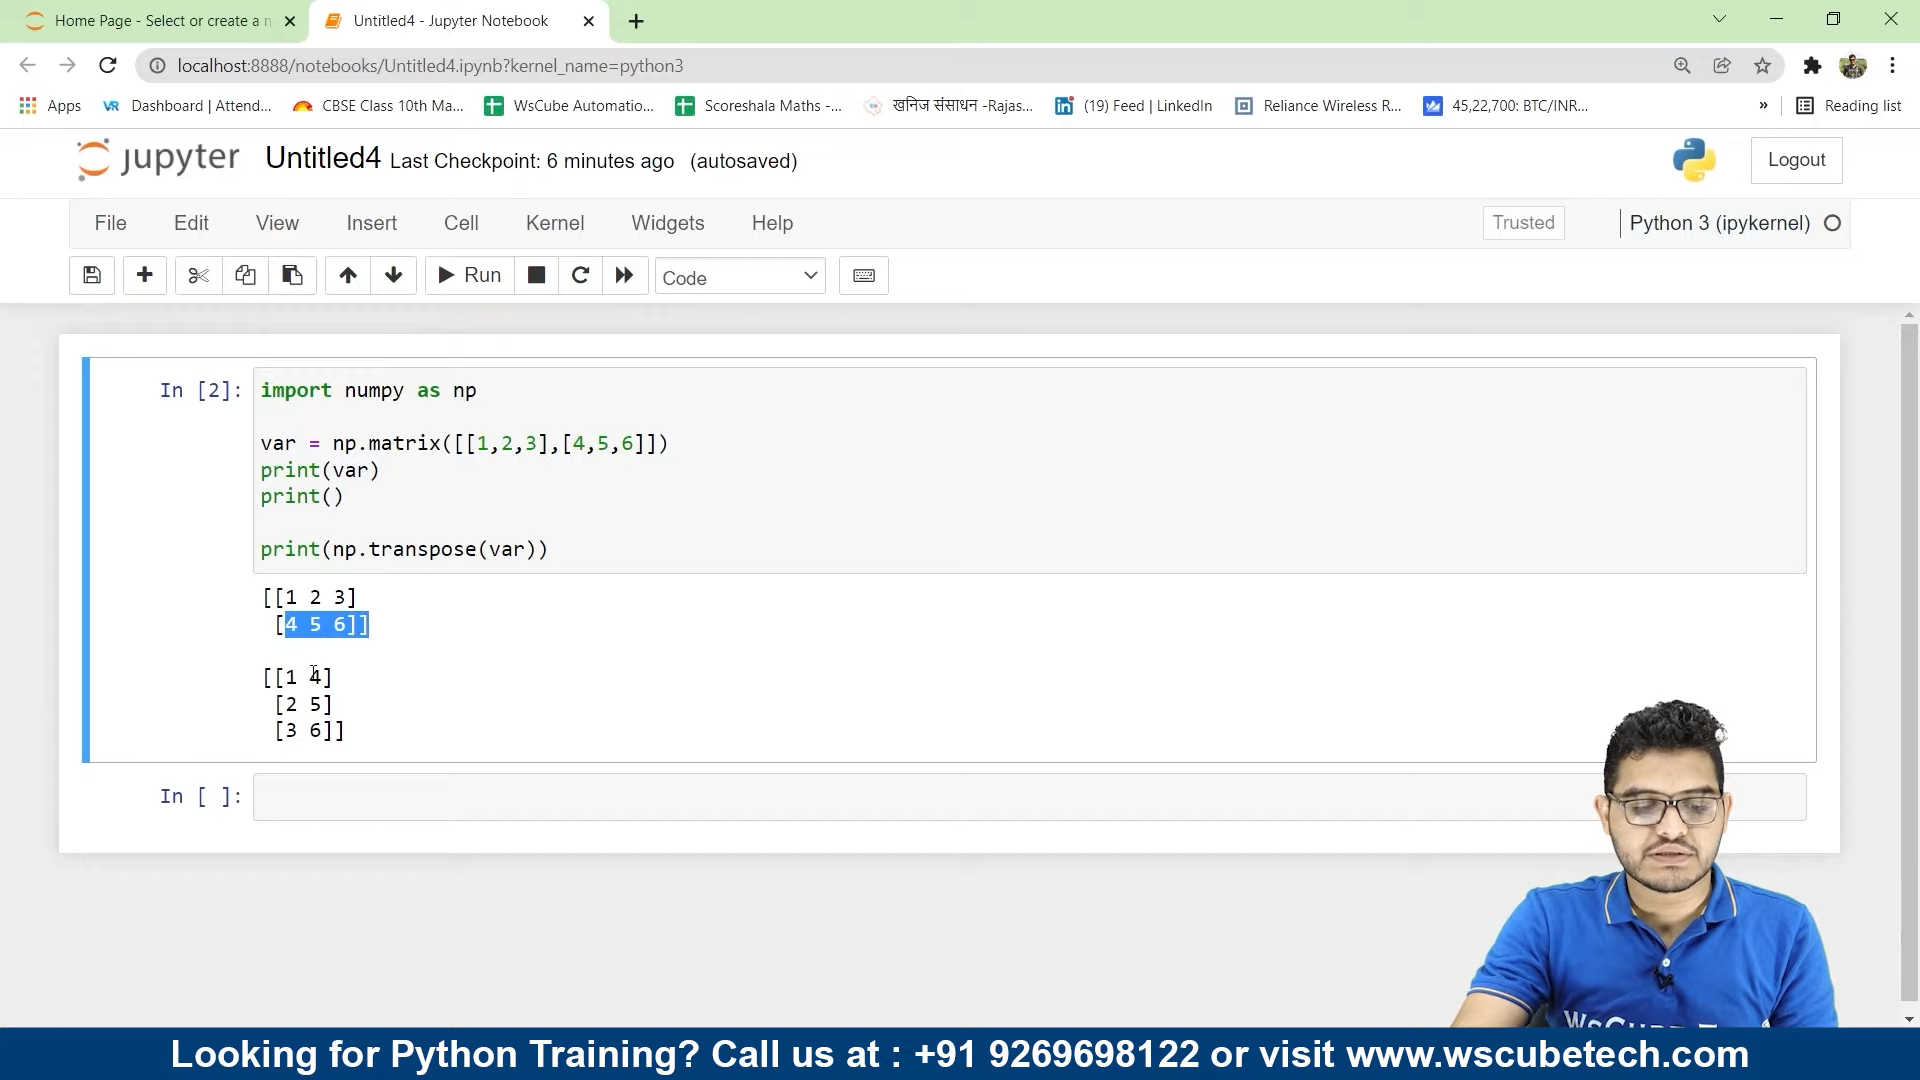 Home Page - Select or create a n
Untitled4 - Jupyter Notebook
localhost:8888/notebooks/Untitled4.ipynb?kernel_name=python3
Apps
Dashboard | Attend...
CBSE Class 10th Ma...
WsCube Automatio...
Scoreshala Maths -...
खनिज संसाधन -Rajas...
(19) Feed | LinkedIn
Reliance Wireless R...
45,22,700: BTC/INR...
»
Reading list
jupyter Untitled4 Last Checkpoint: 6 minutes ago (autosaved)
Logout
File Edit View Insert Cell Kernel Widgets Help
Trusted
Python 3 (ipykernel)
Run
Code
In [2]:
import numpy as np
var = np.matrix([[1,2,3],[4,5,6]])
print(var)
print()
print(np.transpose(var))
[[1 2 3]
[4 5 6]]
[[1 4]
[2 5]
[3 6]]
In [ ]:
Looking for Python Training? Call us at : +91 9269698122 or visit www.wscubetech.com